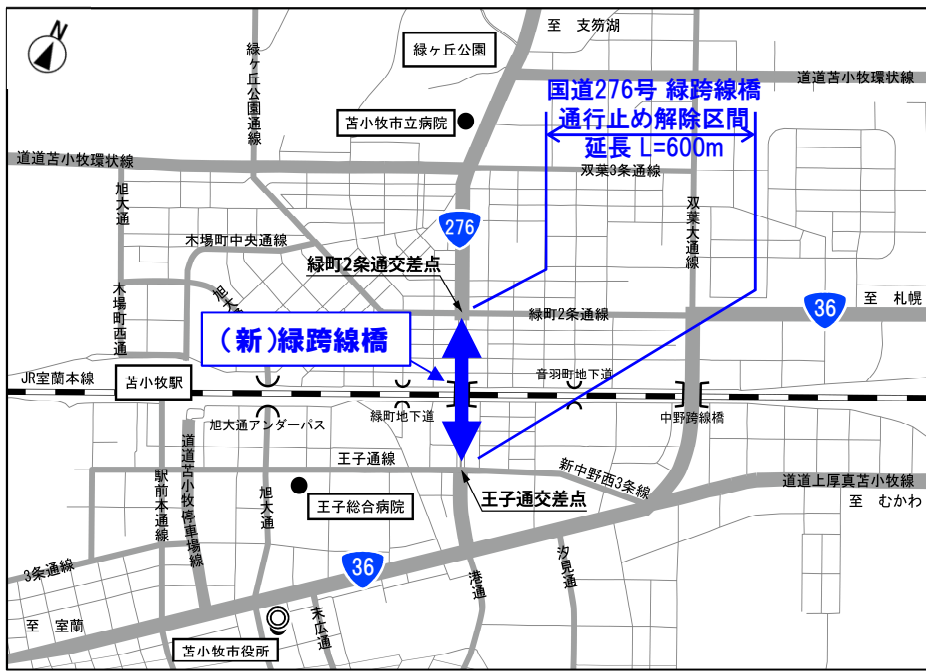 N
至 支笏湖
緑ヶ丘公園
緑ヶ丘公園通線
道道苫小牧環状線
国道276号 緑跨線橋
通行止め解除区間
延長 L=600m
苫小牧市立病院
道道苫小牧環状線
双葉3条通線
旭大通
双葉大通線
276
木場町中央通線
緑町2条通交差点
木場町西通
旭大
至 札幌
36
緑町2条通線
(新)緑跨線橋
JR室蘭本線
苫小牧駅
音羽町地下道
旭大通アンダーパス
緑町地下道
中野跨線橋
王子通線
新中野西3条線
道道上厚真苫小牧線
至 むかわ
駅前本通線
道道苫小牧停車場線
旭大通
王子総合病院
王子通交差点
36
3条通線
港通
汐見通
至 室蘭
末広通
苫小牧市役所